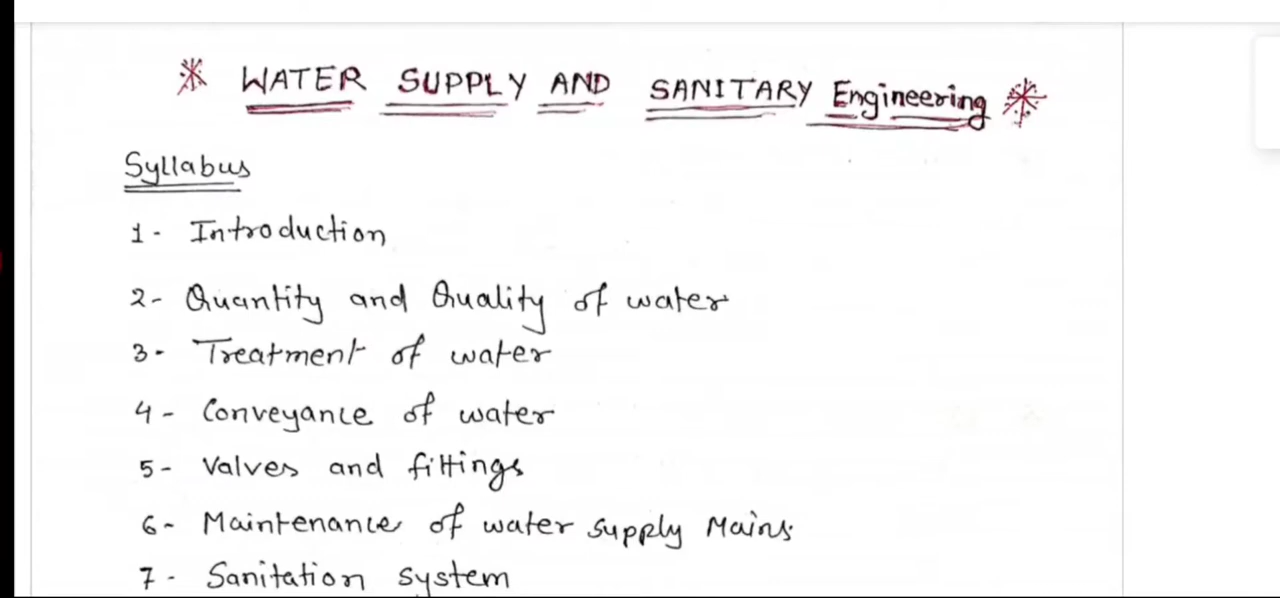 * WATER SUPPLY AND SANITARY Engineering *
Syllabus
1- Introduction
2- Quantity and Quality of water
3- Treatment of water
4- Conveyance of water
5- Valves and fittings
6- Maintenance of water supply Mains.
7- Sanitation system